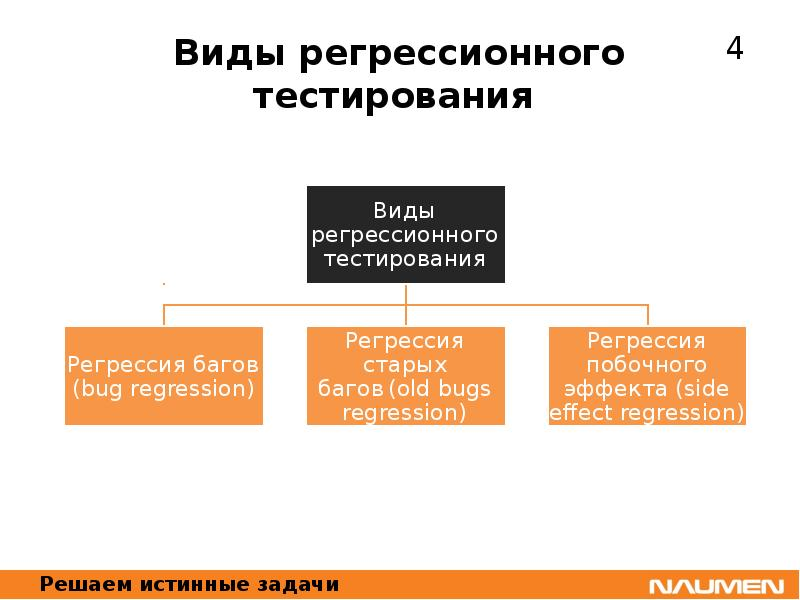 Виды регрессионного
тестирования
4
Виды
регрессионного
тестирования
Регрессия багов
(bug regression)
Регрессия
старых
багов (old bugs
regression)
Регрессия
побочного
эффекта (side
effect regression)
Решаем истинные задачи
NAUMEN